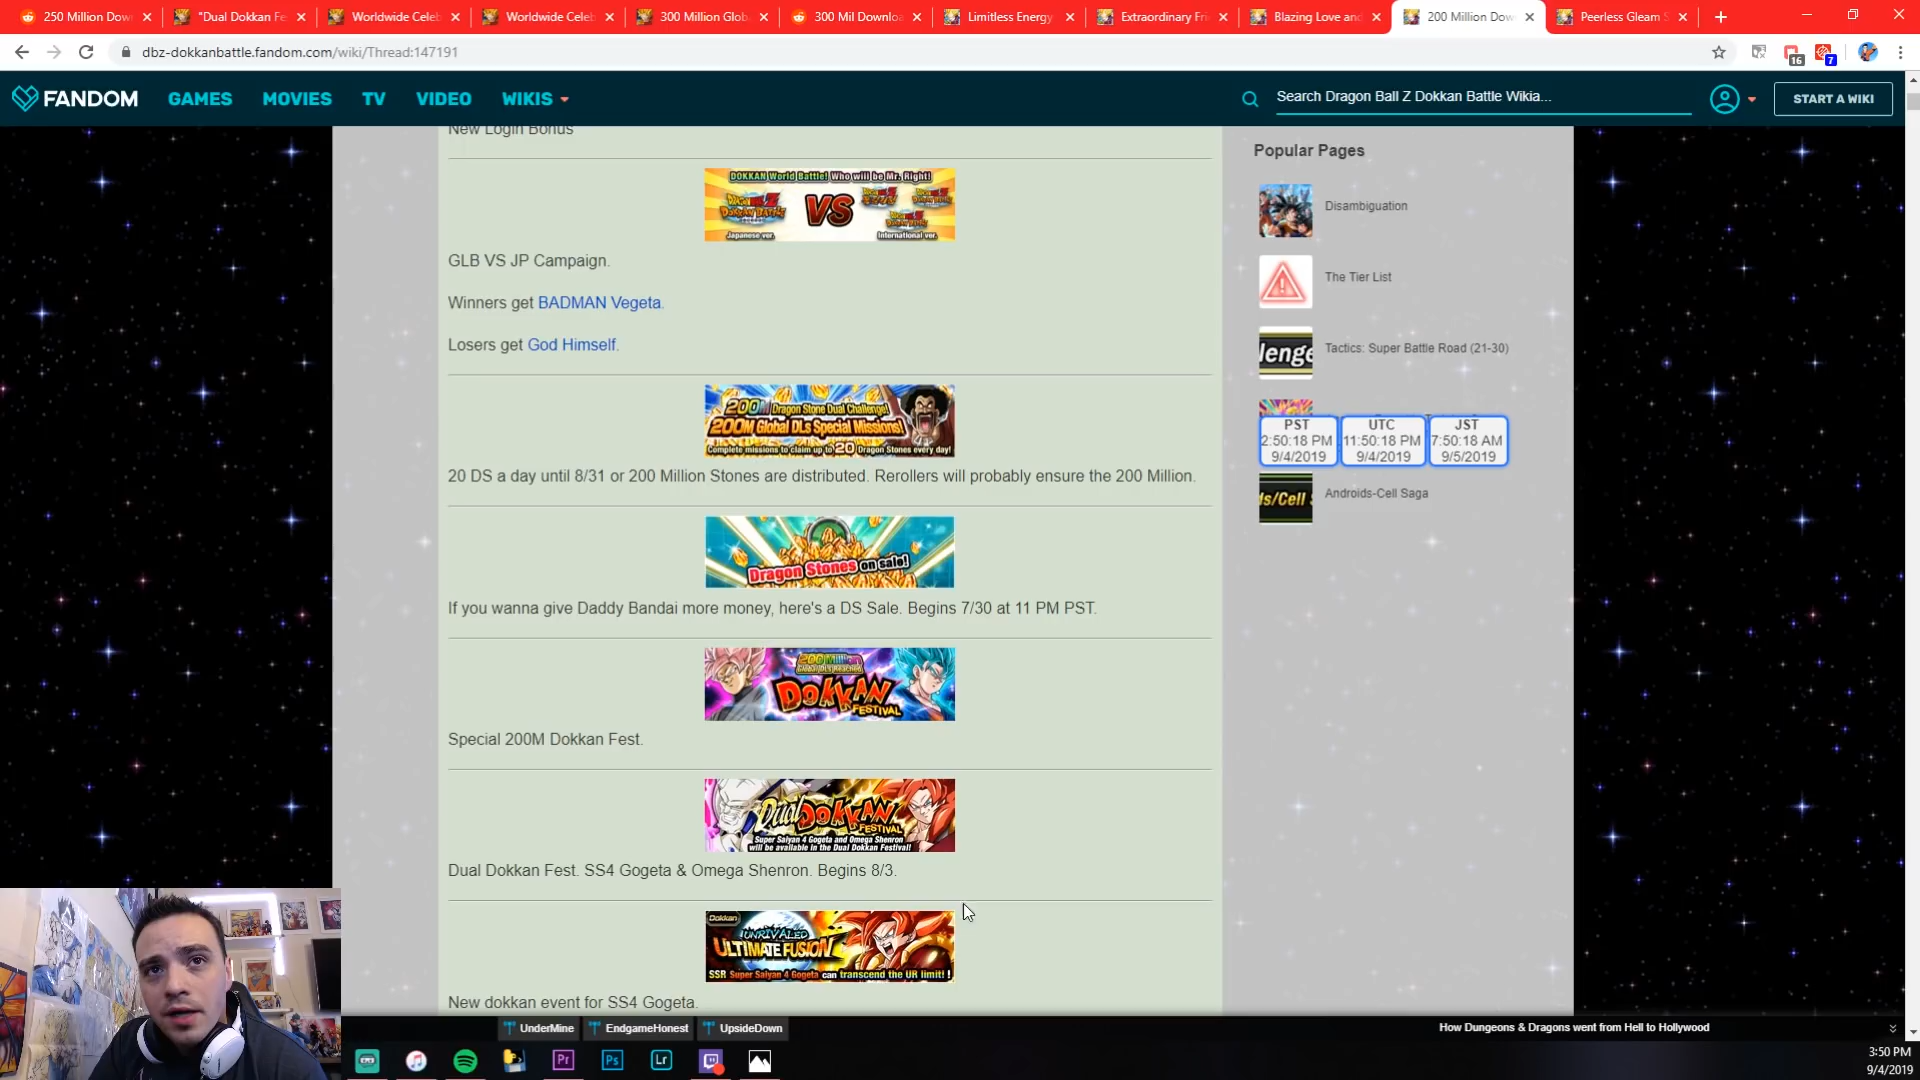 250 Million Dow
"Dual Dokkan Fe
Worldwide Celeb
Worldwide Celeb
300 Million Glob
300 Mil Downlo
Limitless Energy
Extraordinary Fri
Blazing Love and
200 Million Dow
Peerless Gleam S
dbz-dokkanbattle.fandom.com/wiki/Thread:147191
16
7
FANDOM
GAMES
MOVIES
TV
VIDEO
WIKIS
Search Dragon Ball Z Dokkan Battle Wikia...
START A WIKI
New Login Bonus
DOKKAN World Battle! Who will be Mr. Right!
VS
Japanese ver.
International ver.
GLB VS JP Campaign.
Winners get BADMAN Vegeta.
Losers get God Himself.
200M Dragon Stone Dual Challenge!
200M Global DLs Special Missions!
Complete missions to claim up to 20 Dragon Stones every day!
20 DS a day until 8/31 or 200 Million Stones are distributed. Rerollers will probably ensure the 200 Million.
Dragon Stones on sale!
If you wanna give Daddy Bandai more money, here's a DS Sale. Begins 7/30 at 11 PM PST.
200 Million
Global DLs Reached
DOKKAN
FESTIVAL
Special 200M Dokkan Fest.
Dual DOKKAN
FESTIVAL
Super Saiyan 4 Gogeta and Omega Shenron
will be available in the Dual Dokkan Festival!
Dual Dokkan Fest. SS4 Gogeta & Omega Shenron. Begins 8/3.
Dokkan
UNRIVALED
ULTIMATE FUSION
SSR Super Saiyan 4 Gogeta can transcend the UR limit!!
New dokkan event for SS4 Gogeta.
Popular Pages
Disambiguation
The Tier List
lenge
Tactics: Super Battle Road (21-30)
PST
2:50:18 PM
9/4/2019
UTC
11:50:18 PM
9/4/2019
JST
7:50:18 AM
9/5/2019
ds/Cell
Androids-Cell Saga
UnderMine
EndgameHonest
UpsideDown
How Dungeons & Dragons went from Hell to Hollywood
Pr
Ps
Lr
3:50 PM
9/4/2019